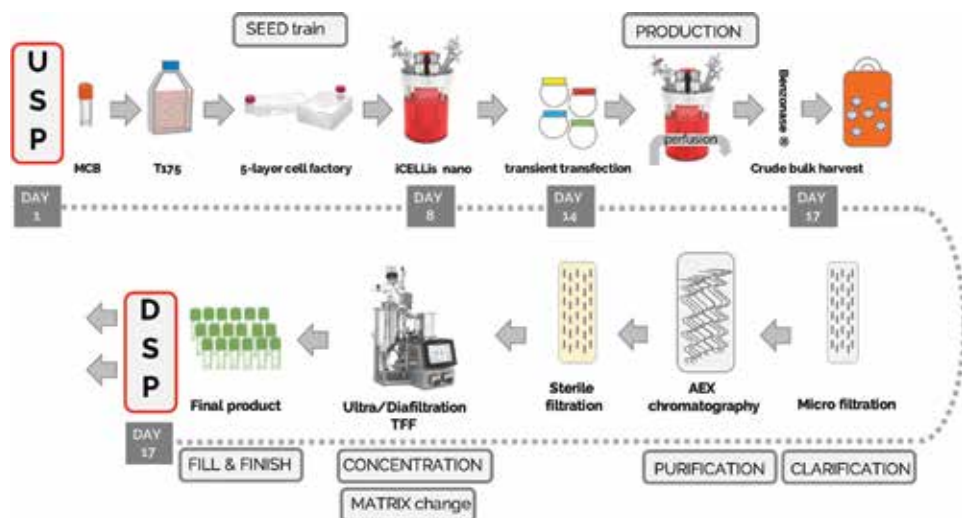 SEED train
PRODUCTION
U
S
P
perfusion
Benzonase ®
MCB
T175
5-layer cell factory
iCELLis nano
transient transfection
Crude bulk harvest
DAY
1
DAY
8
DAY
14
DAY
17
D
S
P
Final product
Ultra/Diafiltration
TFF
Sterile
filtration
AEX
chromatography
Micro filtration
DAY
17
FILL & FINISH
CONCENTRATION
PURIFICATION
CLARIFICATION
MATRIX change